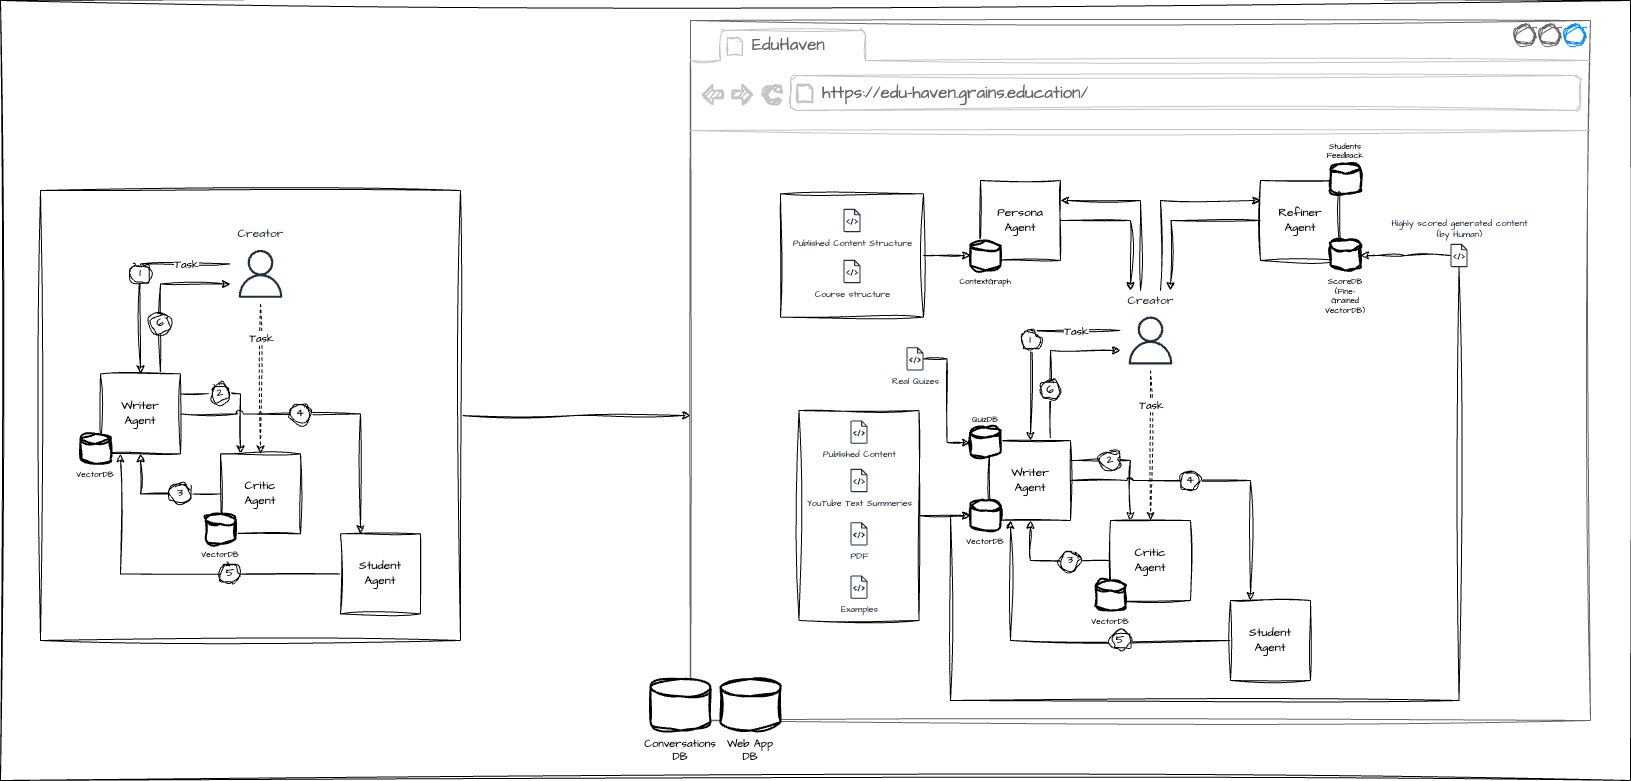 EduHaven
https://edu-haven.grains.education/
Creator
1
Task
6
Task
Writer
Agent
2
4
VectorDB
3
Critic
Agent
VectorDB
5
Student
Agent
Published Content Structure
Course structure
Persona
Agent
ContextGraph
Students
Feedback
Refiner
Agent
ScoreDB
(Fine-
Grained
VectorDB)
Highly scored generated content
(by Human)
Creator
1
Task
6
Task
Real Quizes
QuizDB
Published Content
YouTube Text Summeries
PDF
Examples
Writer
Agent
2
4
VectorDB
3
Critic
Agent
VectorDB
5
Student
Agent
Conversations
DB
Web App
DB